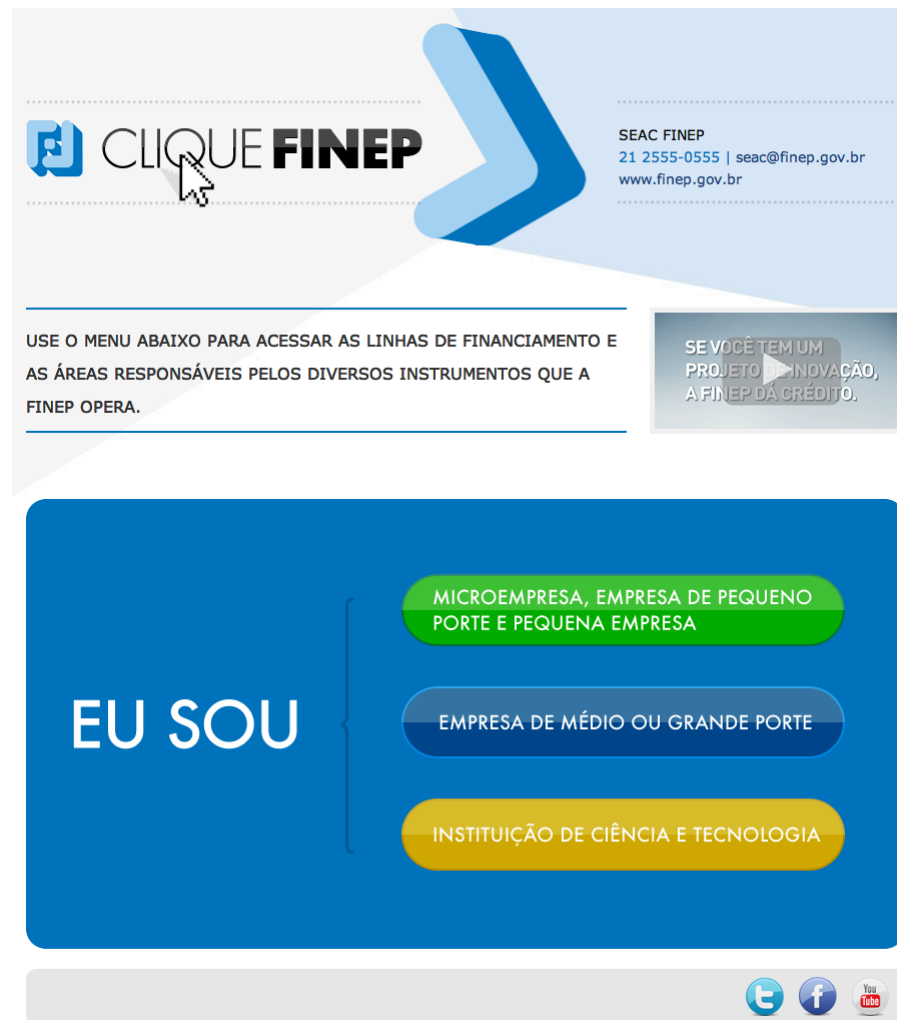 CLIQUE FINEP
SEAC FINEP
21 2555-0555 | seac@finep.gov.br
www.finep.gov.br
USE O MENU ABAIXO PARA ACESSAR AS LINHAS DE FINANCIAMENTO E
AS ÁREAS RESPONSÁVEIS PELOS DIVERSOS INSTRUMENTOS QUE A
FINEP OPERA.
SE VOCÊ TEM UM
PROJETO DE INOVAÇÃO,
A FINEP DÁ CRÉDITO.
EU SOU
MICROEMPRESA, EMPRESA DE PEQUENO
PORTE E PEQUENA EMPRESA
EMPRESA DE MÉDIO OU GRANDE PORTE
INSTITUIÇÃO DE CIÊNCIA E TECNOLOGIA
You
Tube